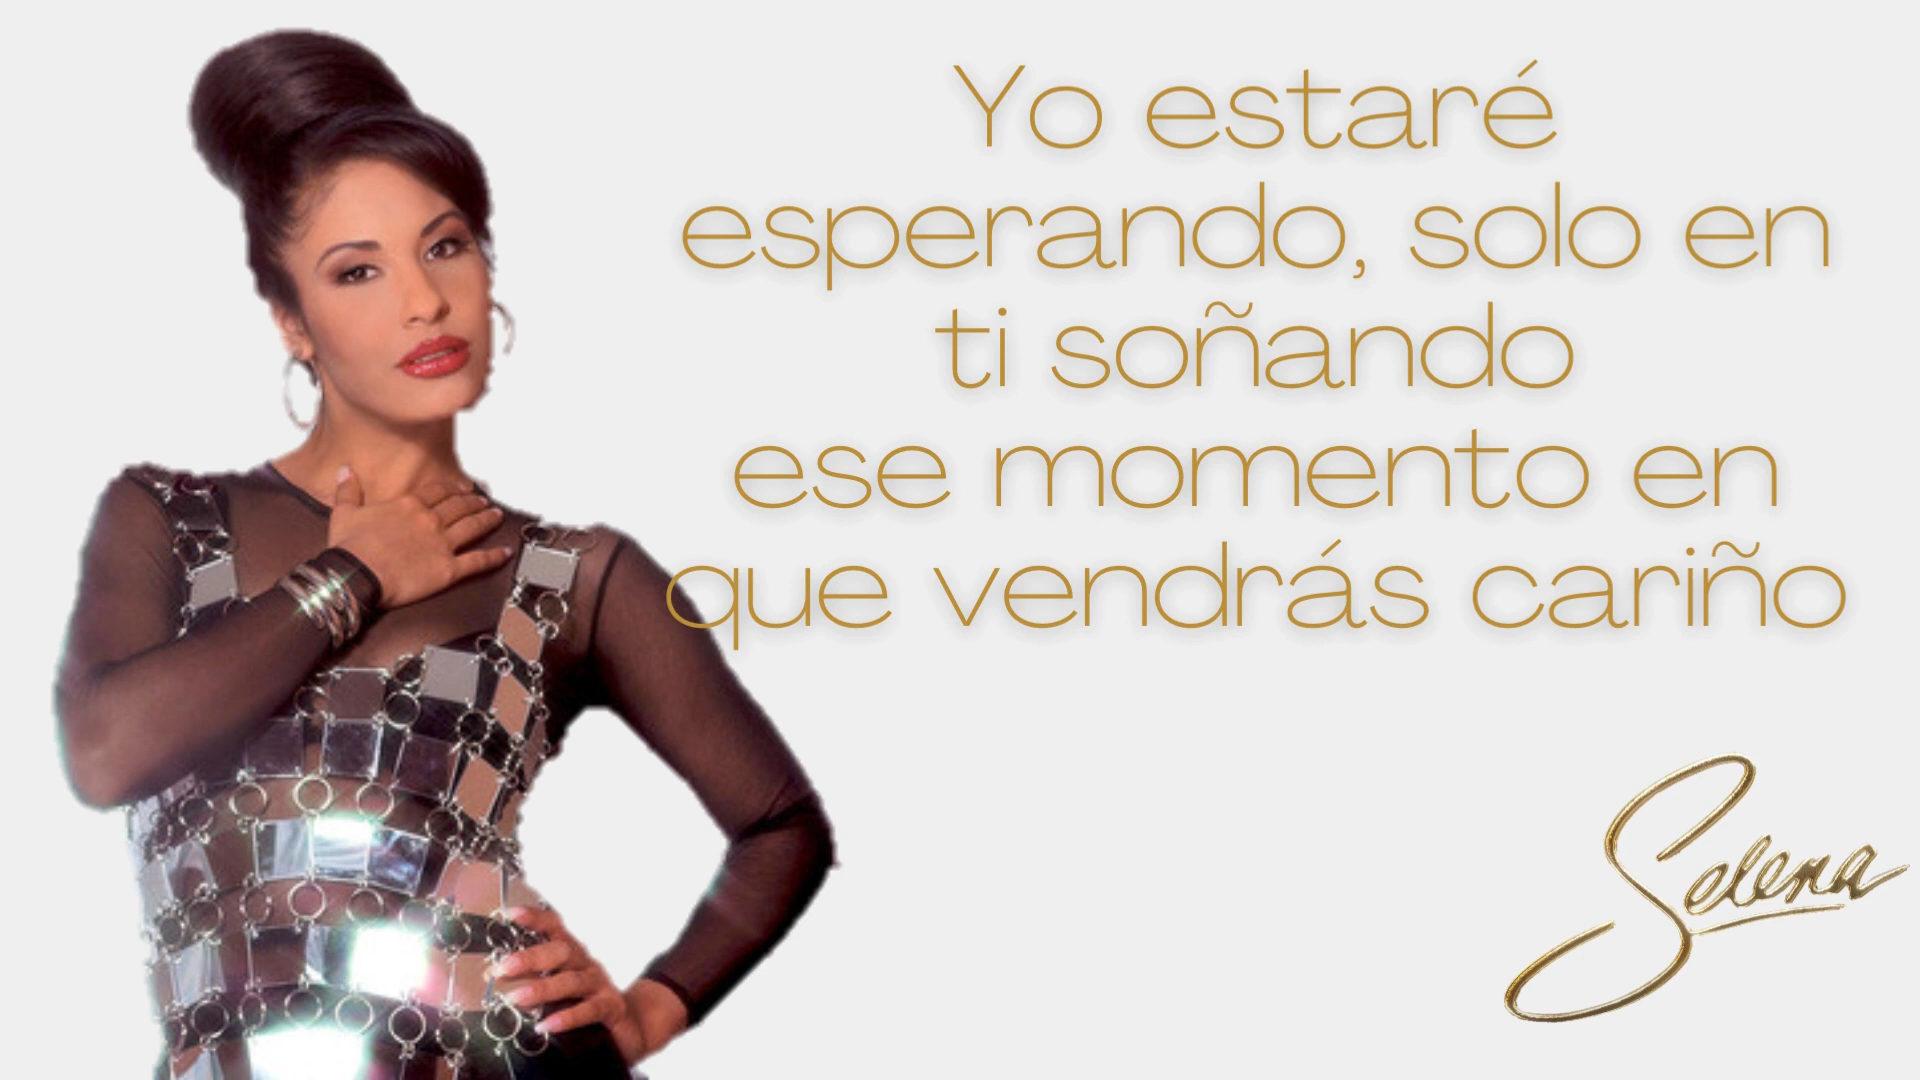 Yo estaré
esperando, solo en
ti soñando
ese momento en
que vendrás cariño
Selena